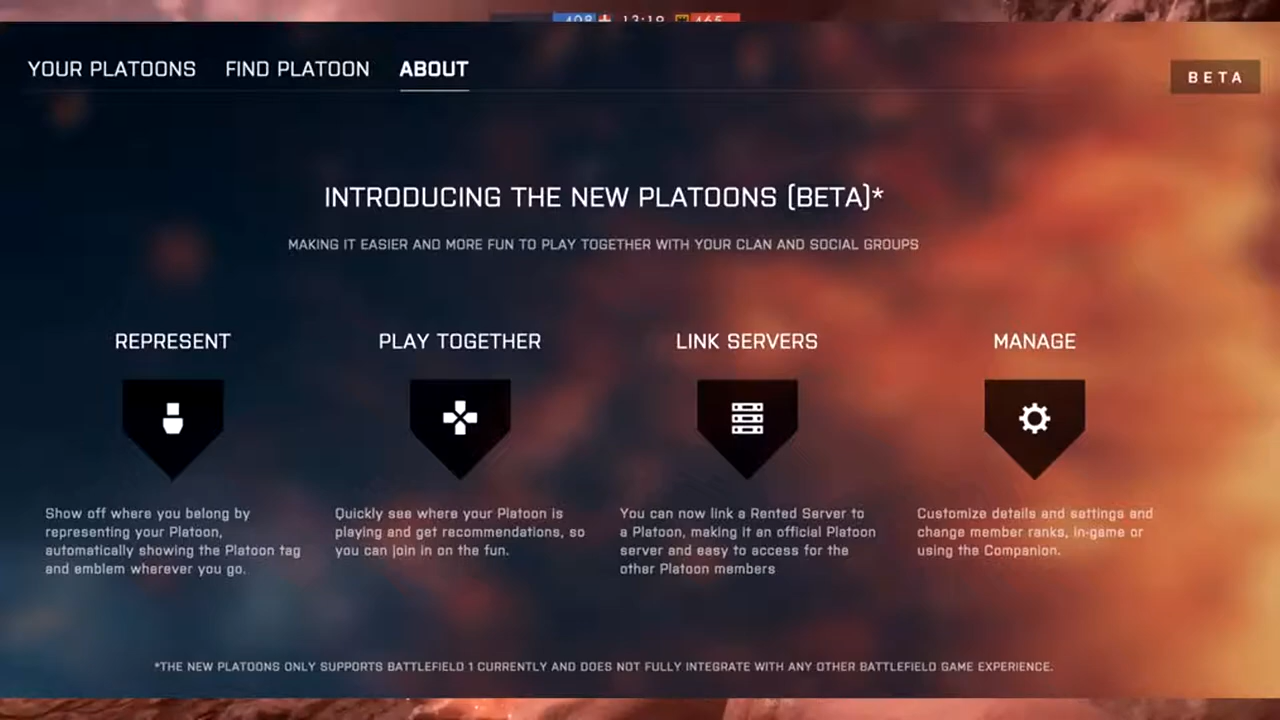 408 13:19 465
YOUR PLATOONS FIND PLATOON ABOUT
BETA
INTRODUCING THE NEW PLATOONS (BETA)*
MAKING IT EASIER AND MORE FUN TO PLAY TOGETHER WITH YOUR CLAN AND SOCIAL GROUPS
REPRESENT
Show off where you belong by
representing your Platoon,
automatically showing the Platoon tag
and emblem wherever you go.
PLAY TOGETHER
Quickly see where your Platoon is
playing and get recommendations, so
you can join in on the fun.
LINK SERVERS
You can now link a Rented Server to
a Platoon, making it an official Platoon
server and easy to access for the
other Platoon members
MANAGE
Customize details and settings and
change member ranks, in-game or
using the Companion.
*THE NEW PLATOONS ONLY SUPPORTS BATTLEFIELD 1 CURRENTLY AND DOES NOT FULLY INTEGRATE WITH ANY OTHER BATTLEFIELD GAME EXPERIENCE.